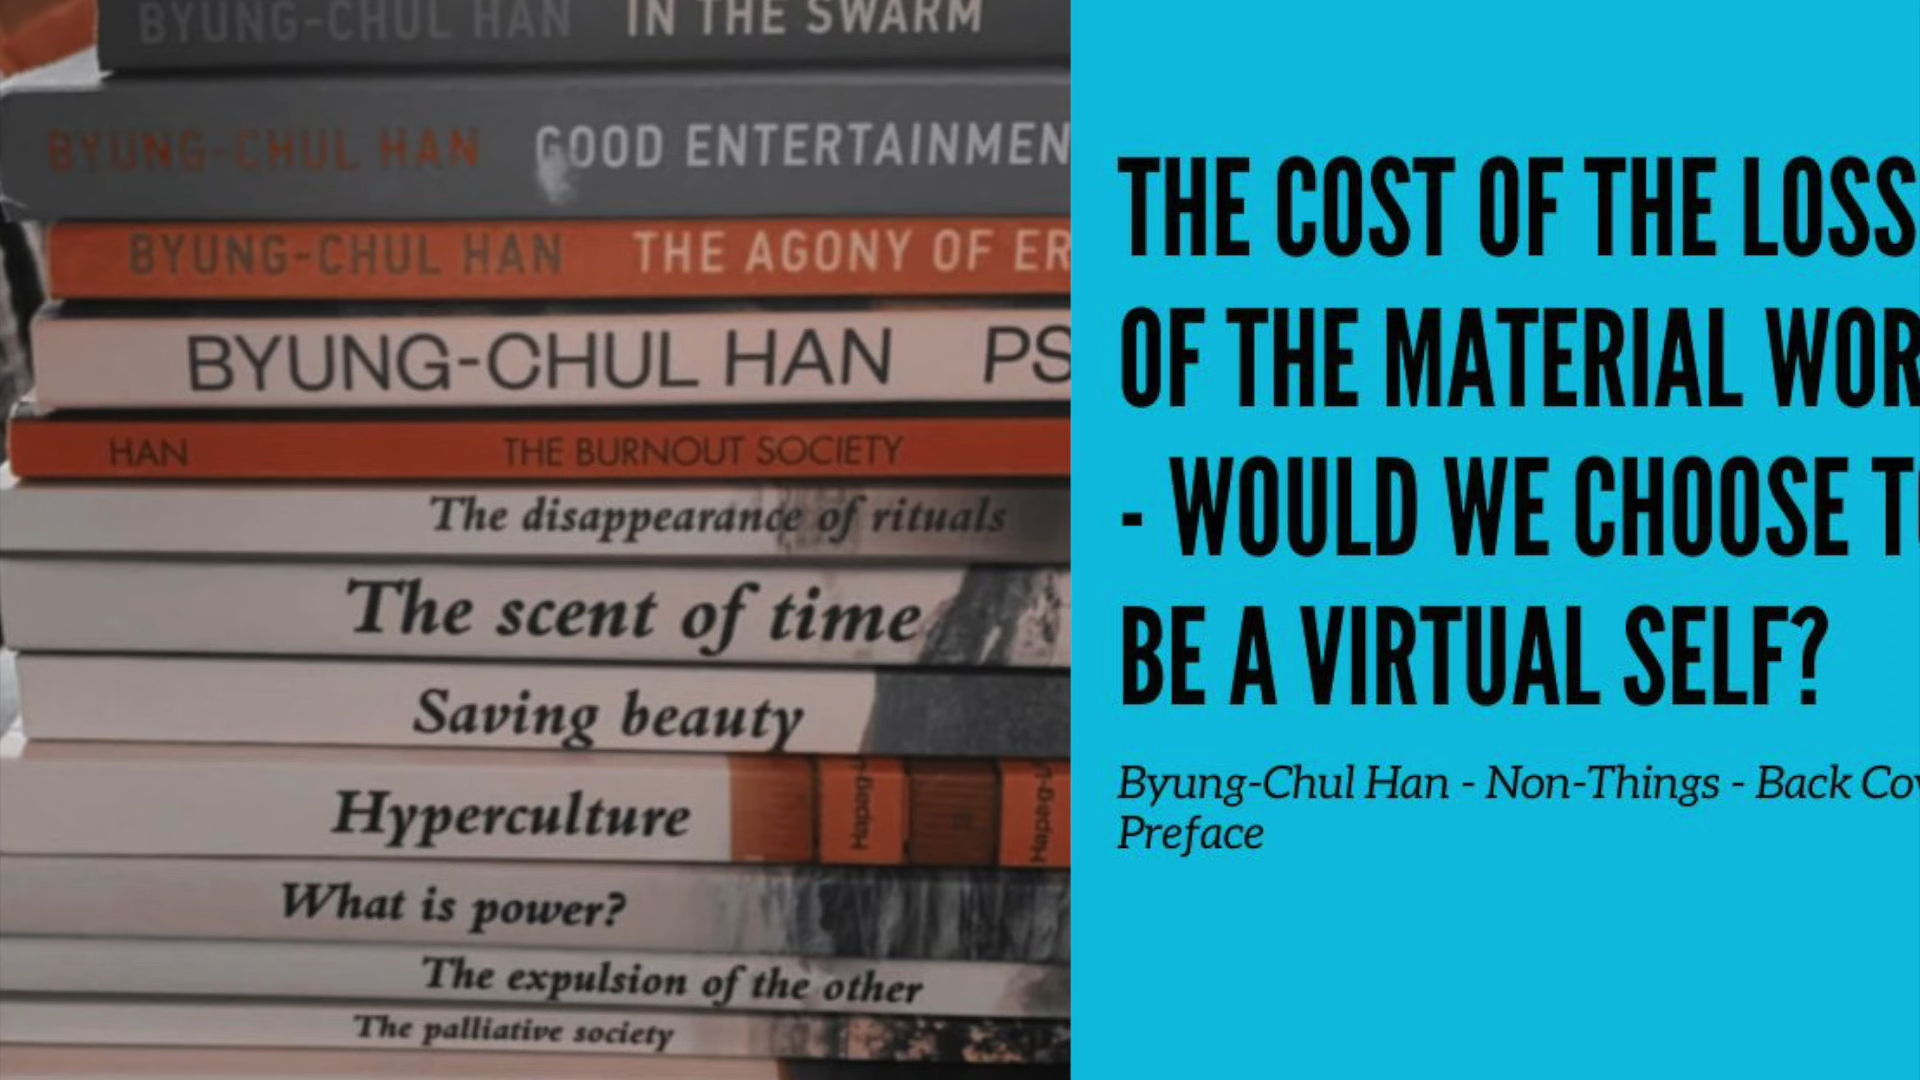 BYUNG-CHUL HAN IN THE SWARM
BYUNG-CHUL HAN GOOD ENTERTAINMEN
BYUNG-CHUL HAN THE AGONY OF ER
BYUNG-CHUL HAN PS
HAN THE BURNOUT SOCIETY
The disappearance of rituals
The scent of time
Saving beauty
Hyperculture
Hapag-L
Hapag-L
What is power?
The expulsion of the other
The palliative society
THE COST OF THE LOSS
OF THE MATERIAL WOR
- WOULD WE CHOOSE T
BE A VIRTUAL SELF?
Byung-Chul Han - Non-Things - Back Cov
Preface